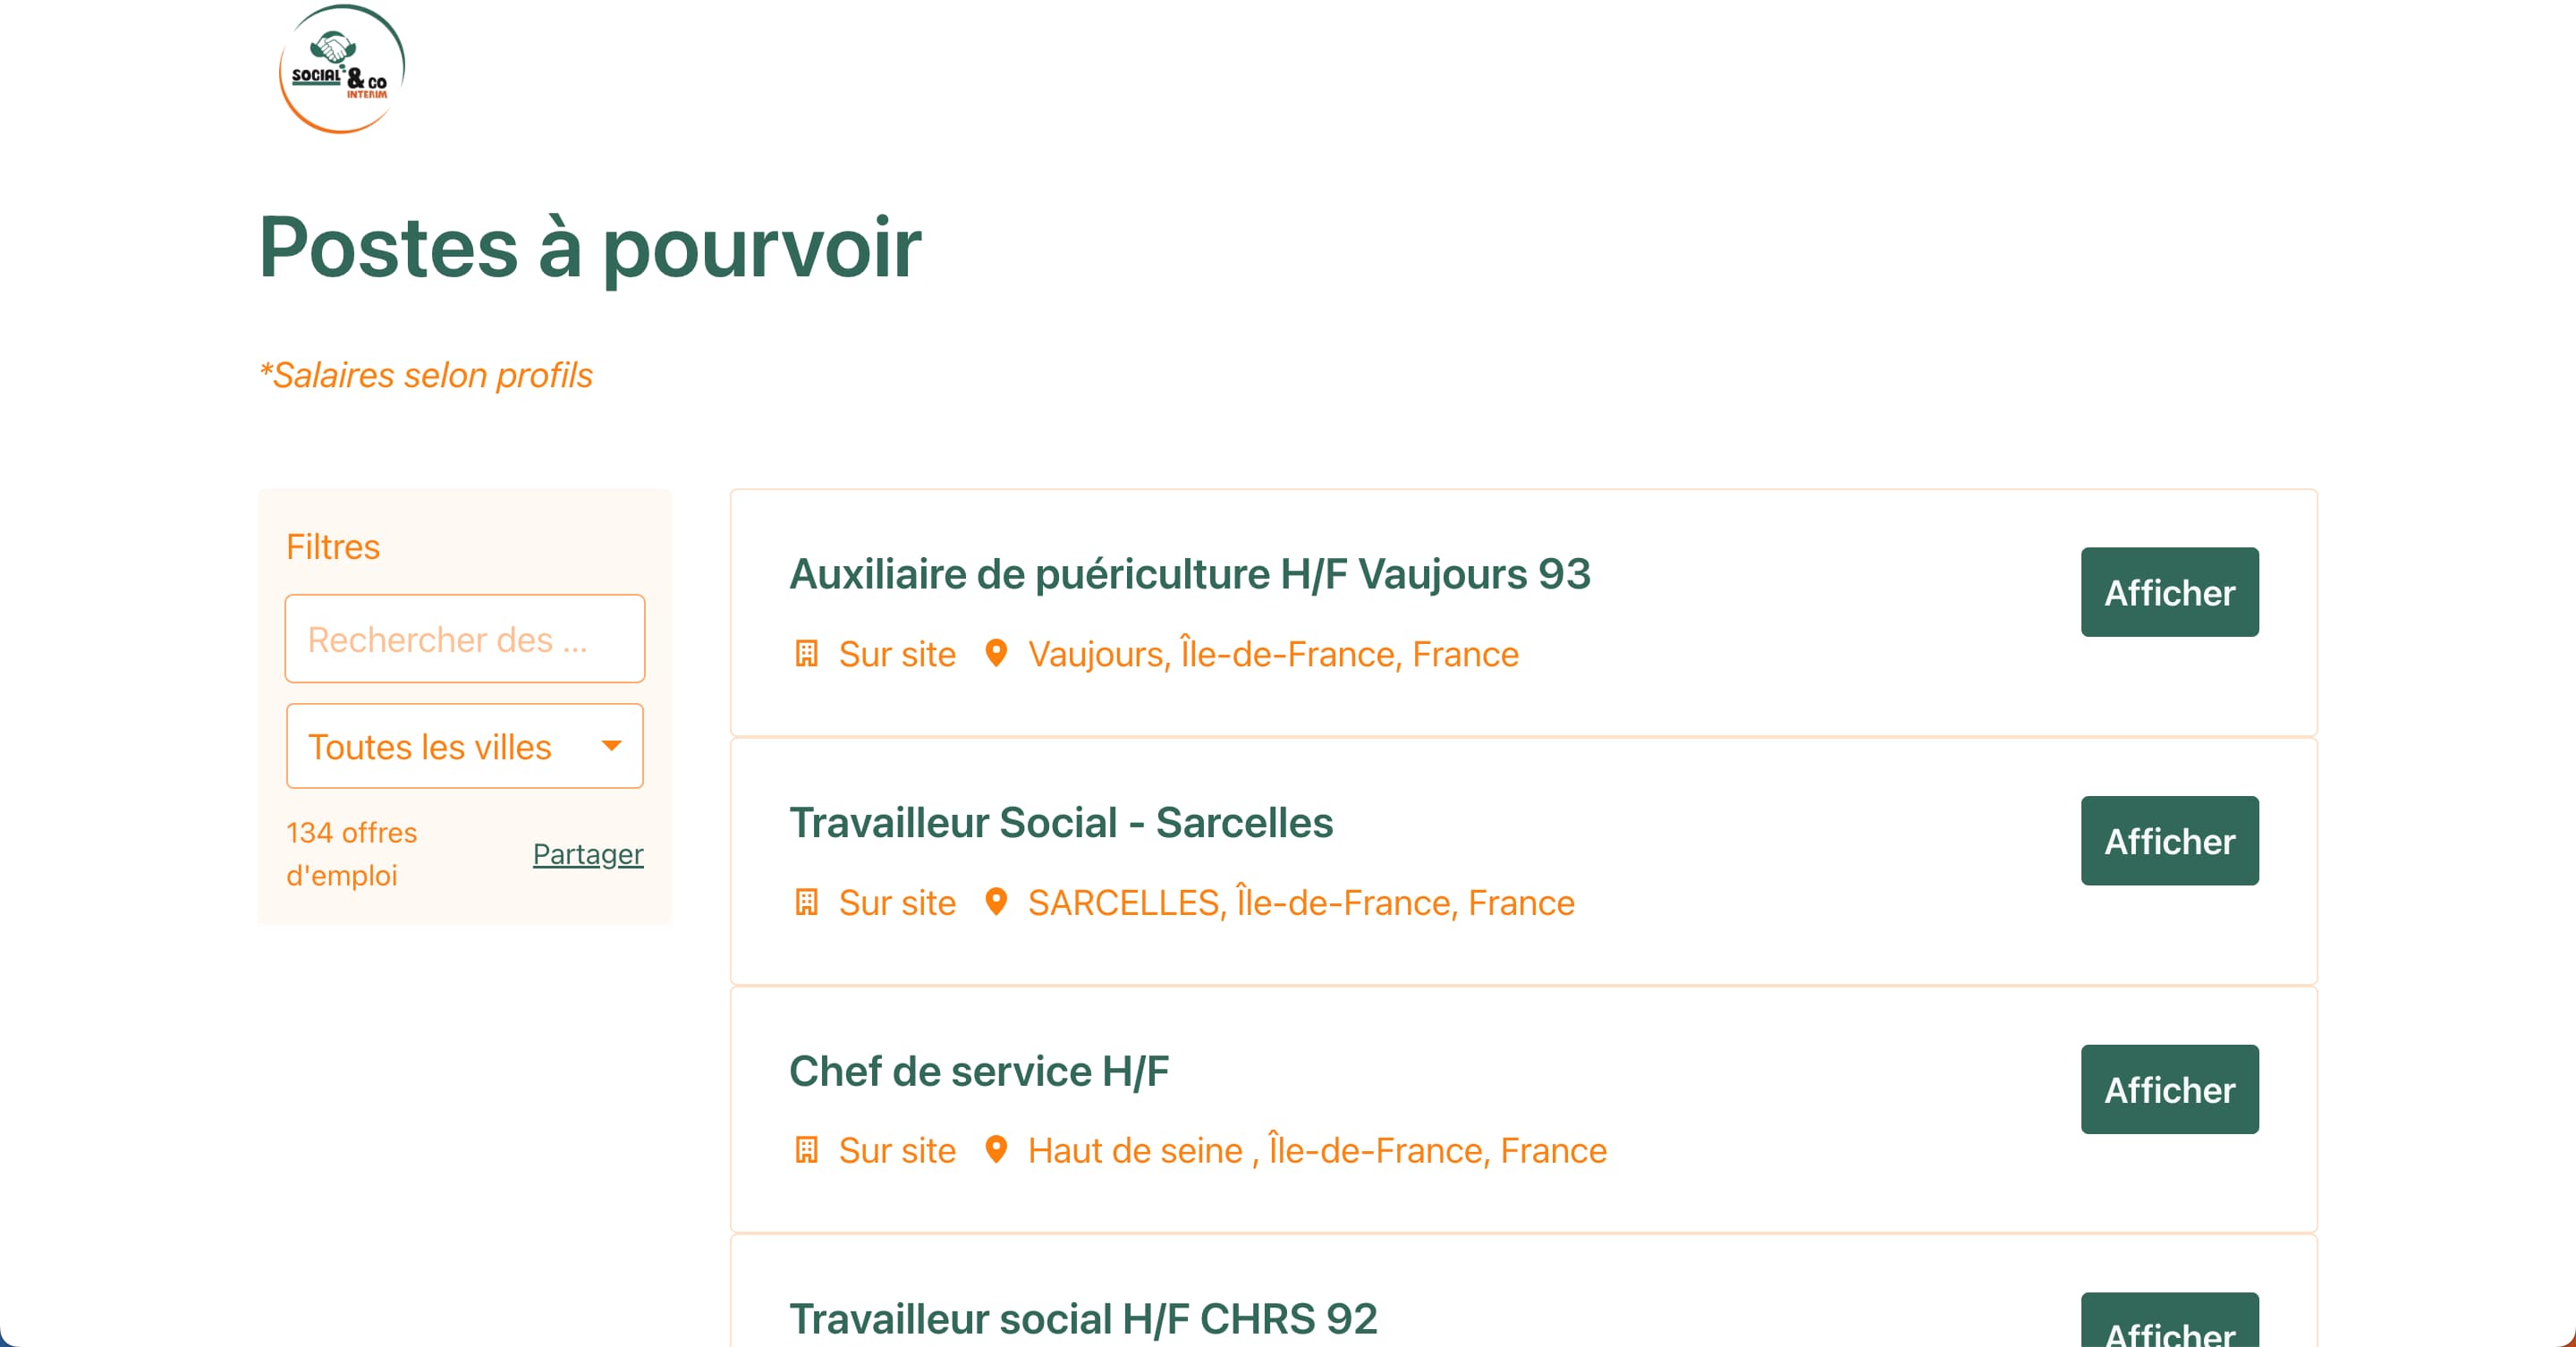 SOCIAL & CO
INTERIM
Postes à pourvoir
*Salaires selon profils
Filtres
Rechercher des ...
Toutes les villes
134 offres
d'emploi
Partager
Auxiliaire de puériculture H/F Vaujours 93
Sur site Vaujours, Île-de-France, France
Afficher
Travailleur Social - Sarcelles
Sur site SARCELLES, Île-de-France, France
Afficher
Chef de service H/F
Sur site Haut de seine , Île-de-France, France
Afficher
Travailleur social H/F CHRS 92
Afficher